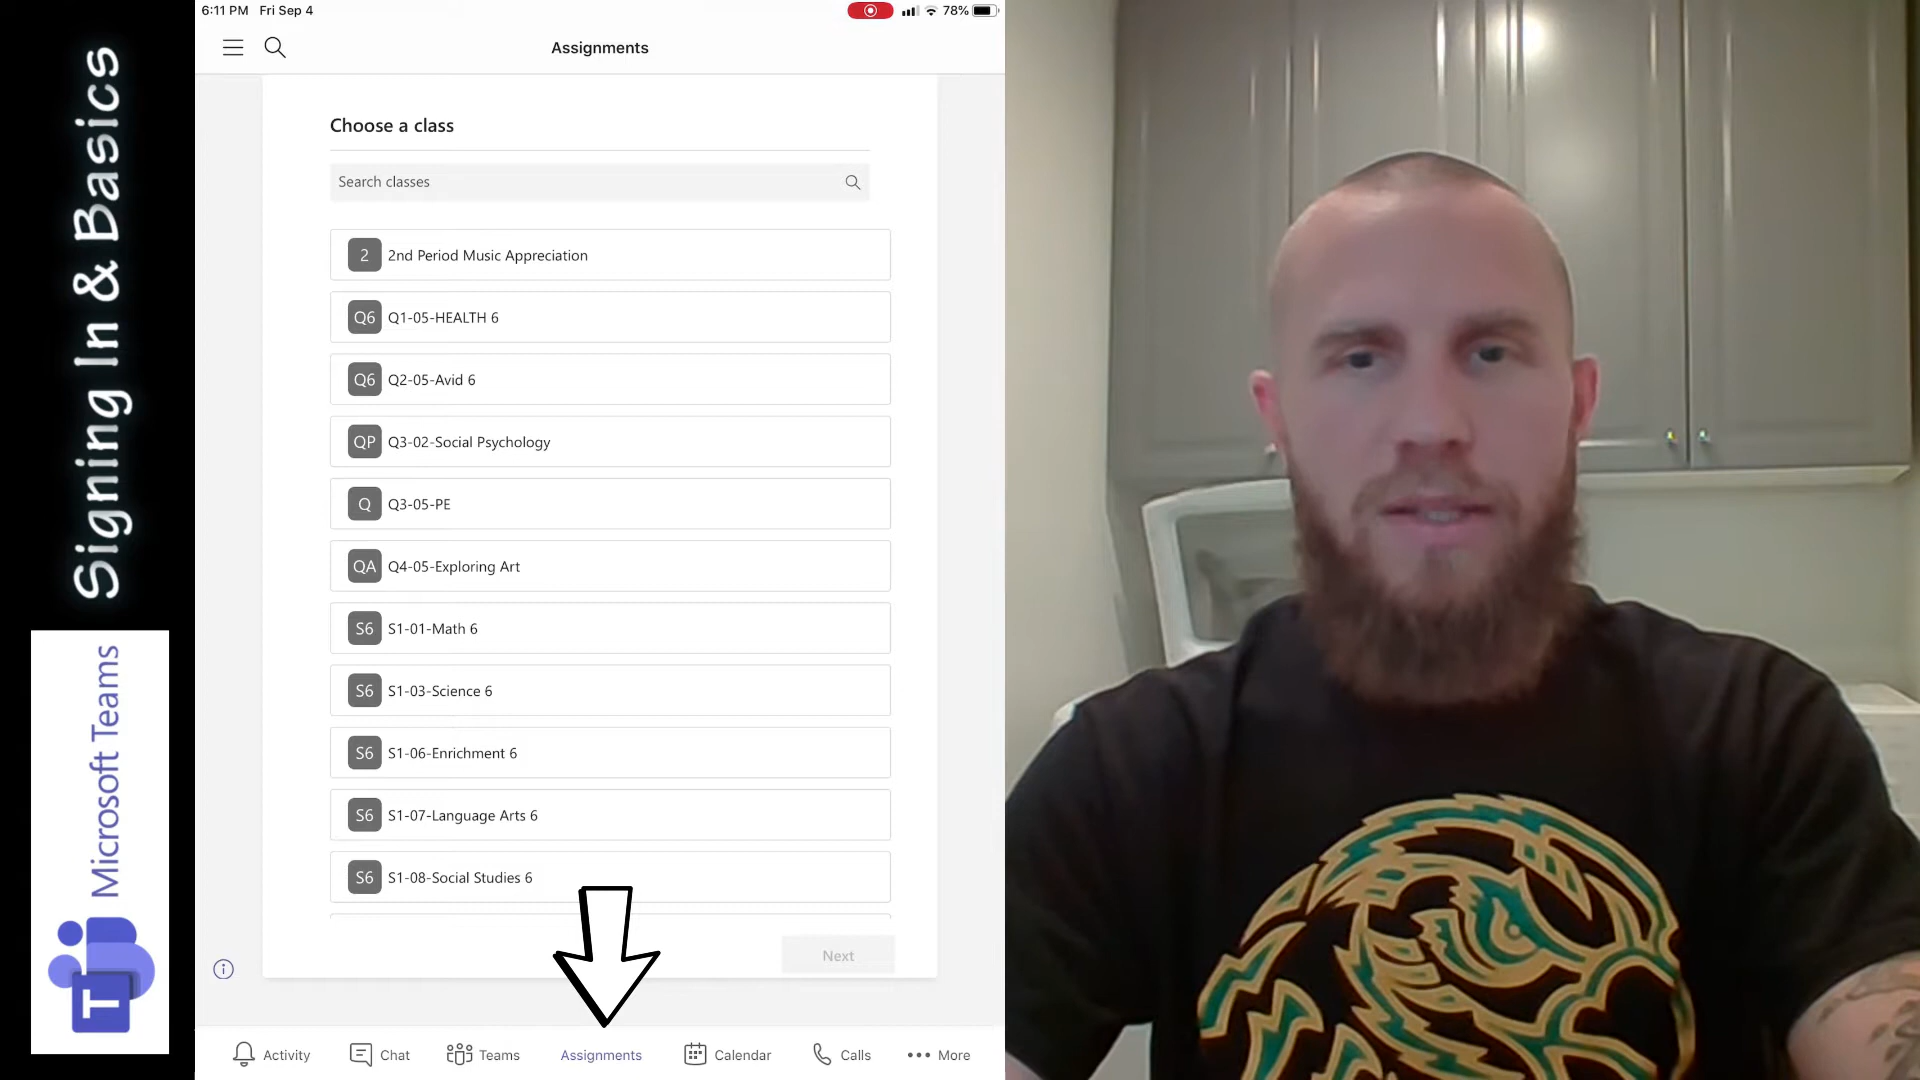 Signing In & Basics
Microsoft Teams
T
6:11 PM Fri Sep 4
78%
Assignments
Choose a class
Search classes
2 2nd Period Music Appreciation
Q6 Q1-05-HEALTH 6
Q6 Q2-05-Avid 6
QP Q3-02-Social Psychology
Q Q3-05-PE
QA Q4-05-Exploring Art
S6 S1-01-Math 6
S6 S1-03-Science 6
S6 S1-06-Enrichment 6
S6 S1-07-Language Arts 6
S6 S1-08-Social Studies 6
Next
Activity Chat Teams Assignments Calendar Calls More